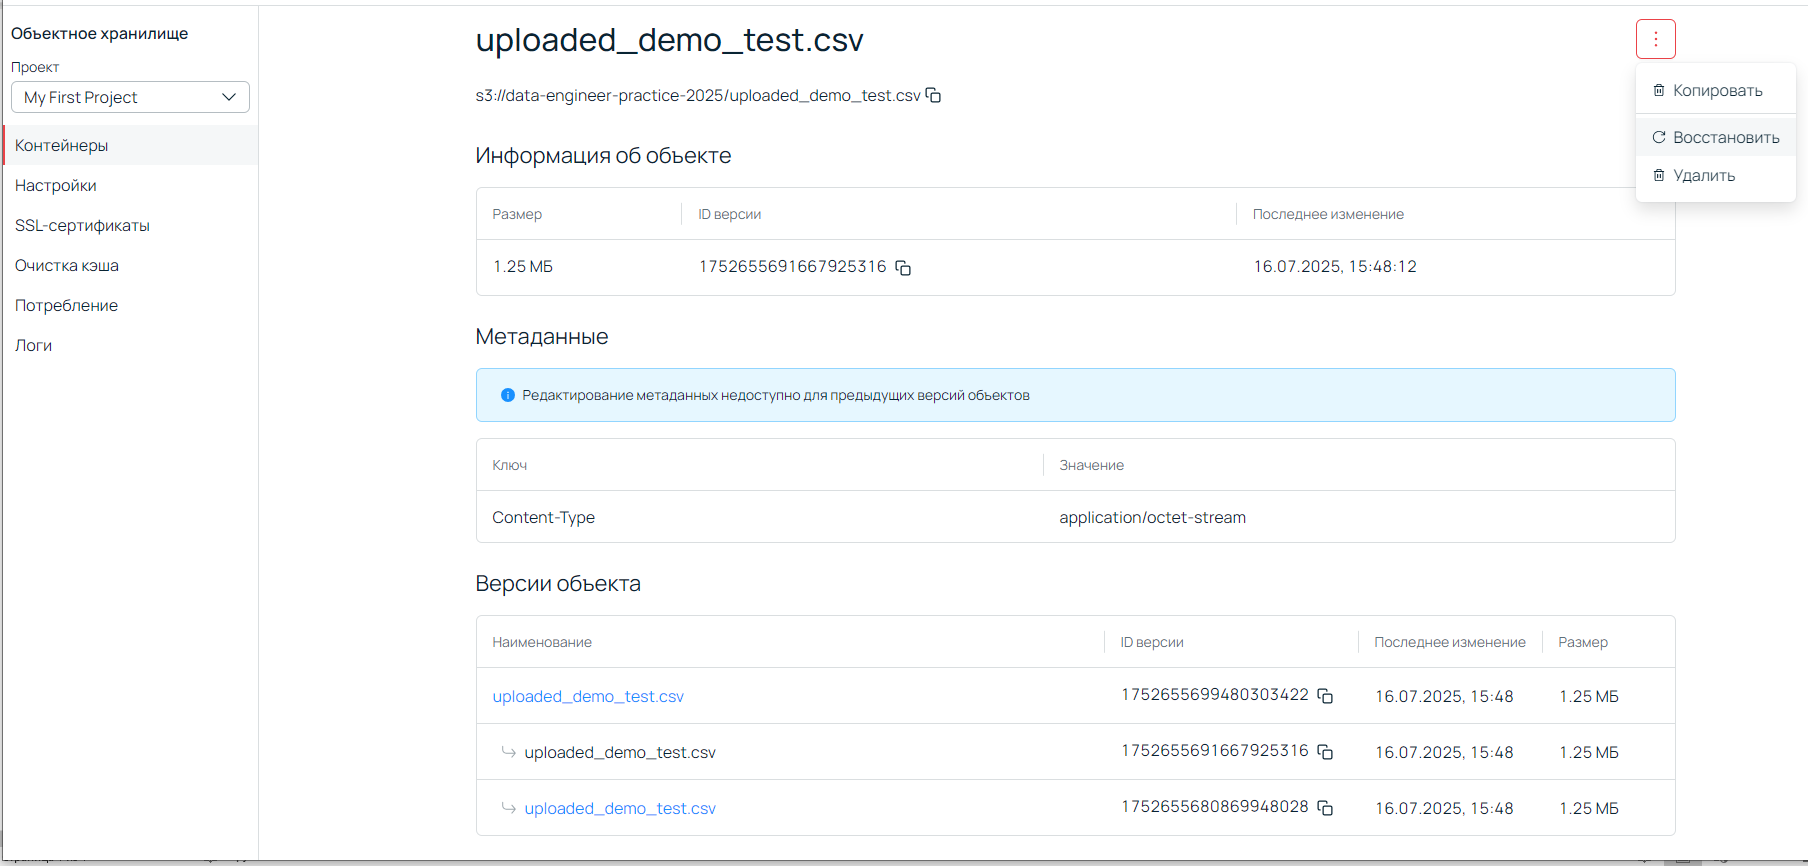 Объектное хранилище
Проект
My First Project
Контейнеры
Настройки
SSL-сертификаты
Очистка кэша
Потребление
Логи
uploaded_demo_test.csv
s3://data-engineer-practice-2025/uploaded_demo_test.csv
Копировать
Восстановить
Удалить
Информация об объекте
Размер ID версии Последнее изменение
1.25 МБ 1752655691667925316 16.07.2025, 15:48:12
Метаданные
Редактирование метаданных недоступно для предыдущих версий объектов
Ключ Значение
Content-Type application/octet-stream
Версии объекта
Наименование ID версии Последнее изменение Размер
uploaded_demo_test.csv 1752655699480303422 16.07.2025, 15:48 1.25 МБ
uploaded_demo_test.csv 1752655691667925316 16.07.2025, 15:48 1.25 МБ
uploaded_demo_test.csv 1752655680869948028 16.07.2025, 15:48 1.25 МБ